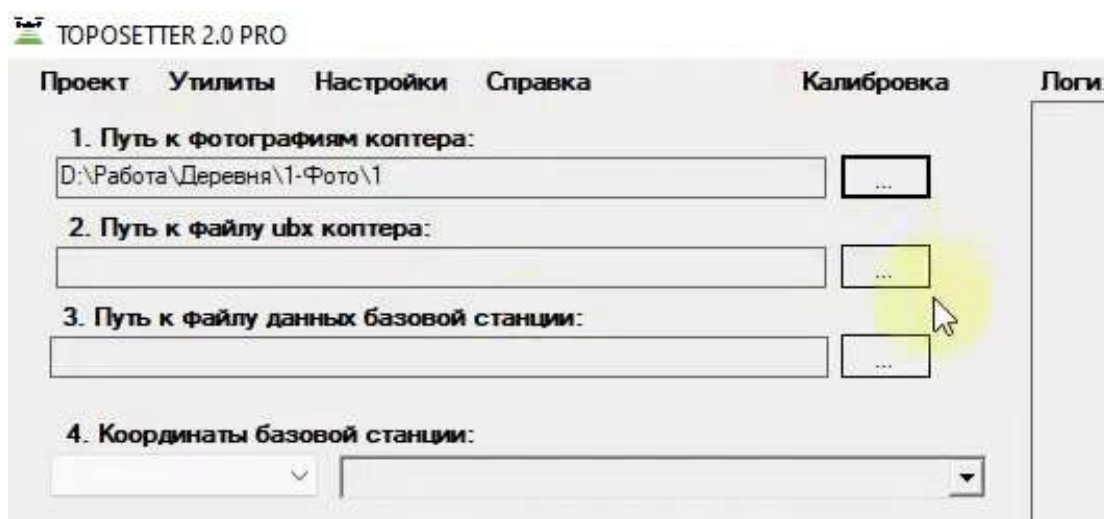 TOPOSETTER 2.0 PRO
Проект Утилиты Настройки Справка Калибровка Логи
1. Путь к фотографиям коптера:
D:\Работа\Деревня\1-Фото\1
...
2. Путь к файлу ubx коптера:
...
3. Путь к файлу данных базовой станции:
...
4. Координаты базовой станции: